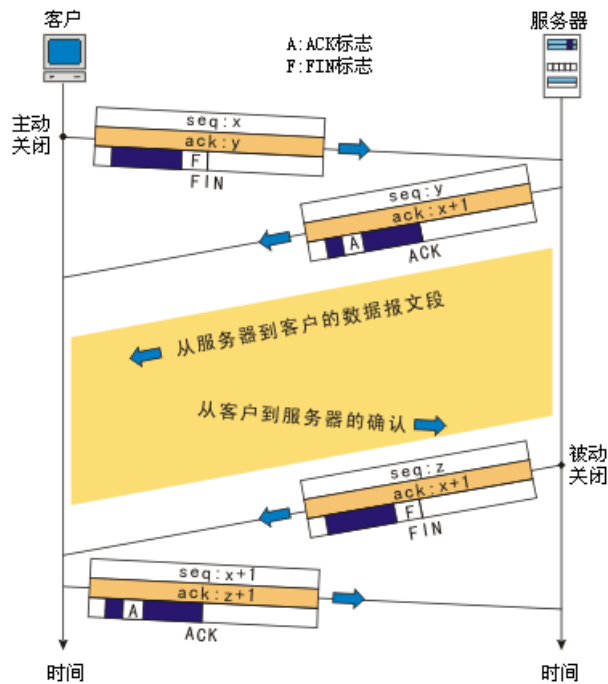 客户
服务器
A:ACK标志
F:FIN标志
主动
关闭
seq:x
ack:y
F
FIN
seq:y
ack:x+1
A
ACK
从服务器到客户的数据报文段
从客户到服务器的确认
被动
关闭
seq:z
ack:x+1
F
FIN
seq:x+1
ack:z+1
A
ACK
时间
时间